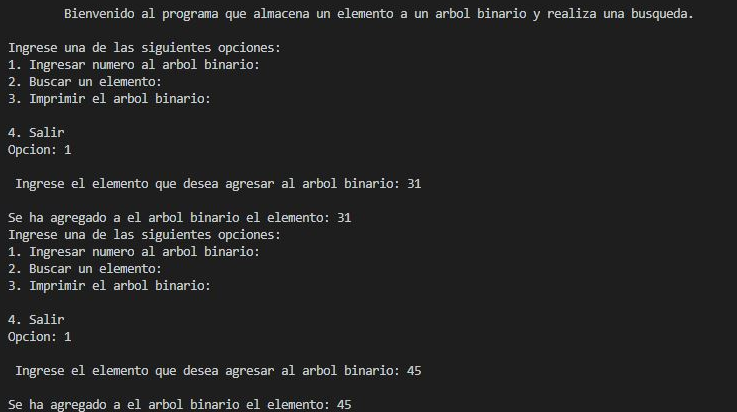 Bienvenido al programa que almacena un elemento a un arbol binario y realiza una busqueda.
Ingrese una de las siguientes opciones:
1. Ingresar numero al arbol binario:
2. Buscar un elemento:
3. Imprimir el arbol binario:
4. Salir
Opcion: 1
Ingrese el elemento que desea agresar al arbol binario: 31
Se ha agregado a el arbol binario el elemento: 31
Ingrese una de las siguientes opciones:
1. Ingresar numero al arbol binario:
2. Buscar un elemento:
3. Imprimir el arbol binario:
4. Salir
Opcion: 1
Ingrese el elemento que desea agresar al arbol binario: 45
Se ha agregado a el arbol binario el elemento: 45